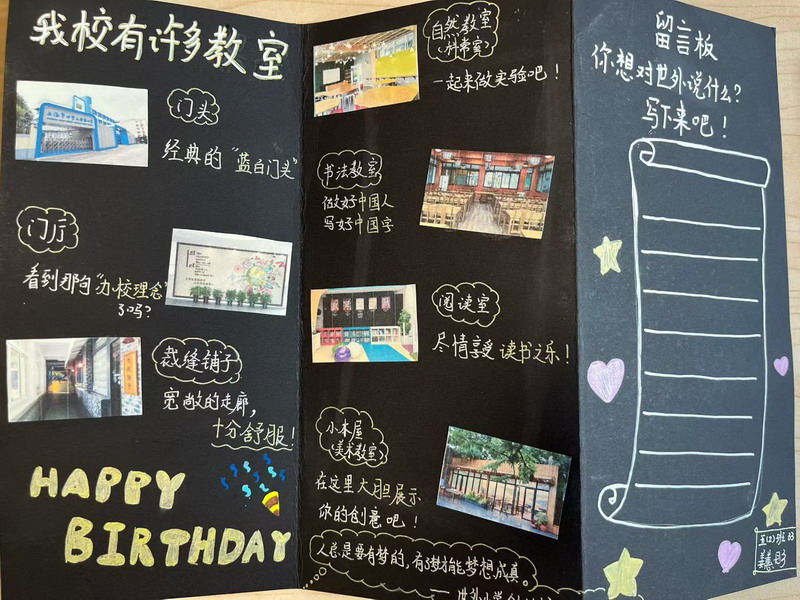 我校有许多教室
门头
经典的“蓝白门头”
门厅
看到那句“办校理念”
了吗?
裁缝铺子
宽敞的走廊,
十分舒服!
HAPPY
BIRTHDAY
自然教室
(科常室)
一起来做实验吧!
书法教室
做好中国人
写好中国字
阅读室
尽情享受读书之乐!
小木屋
(美术教室)
在这里大胆展示
你的创意吧!
人总是要有梦的,有了梦才能梦想成真。
留言板
你想对世外说什么?
写下来吧!
五(2)班